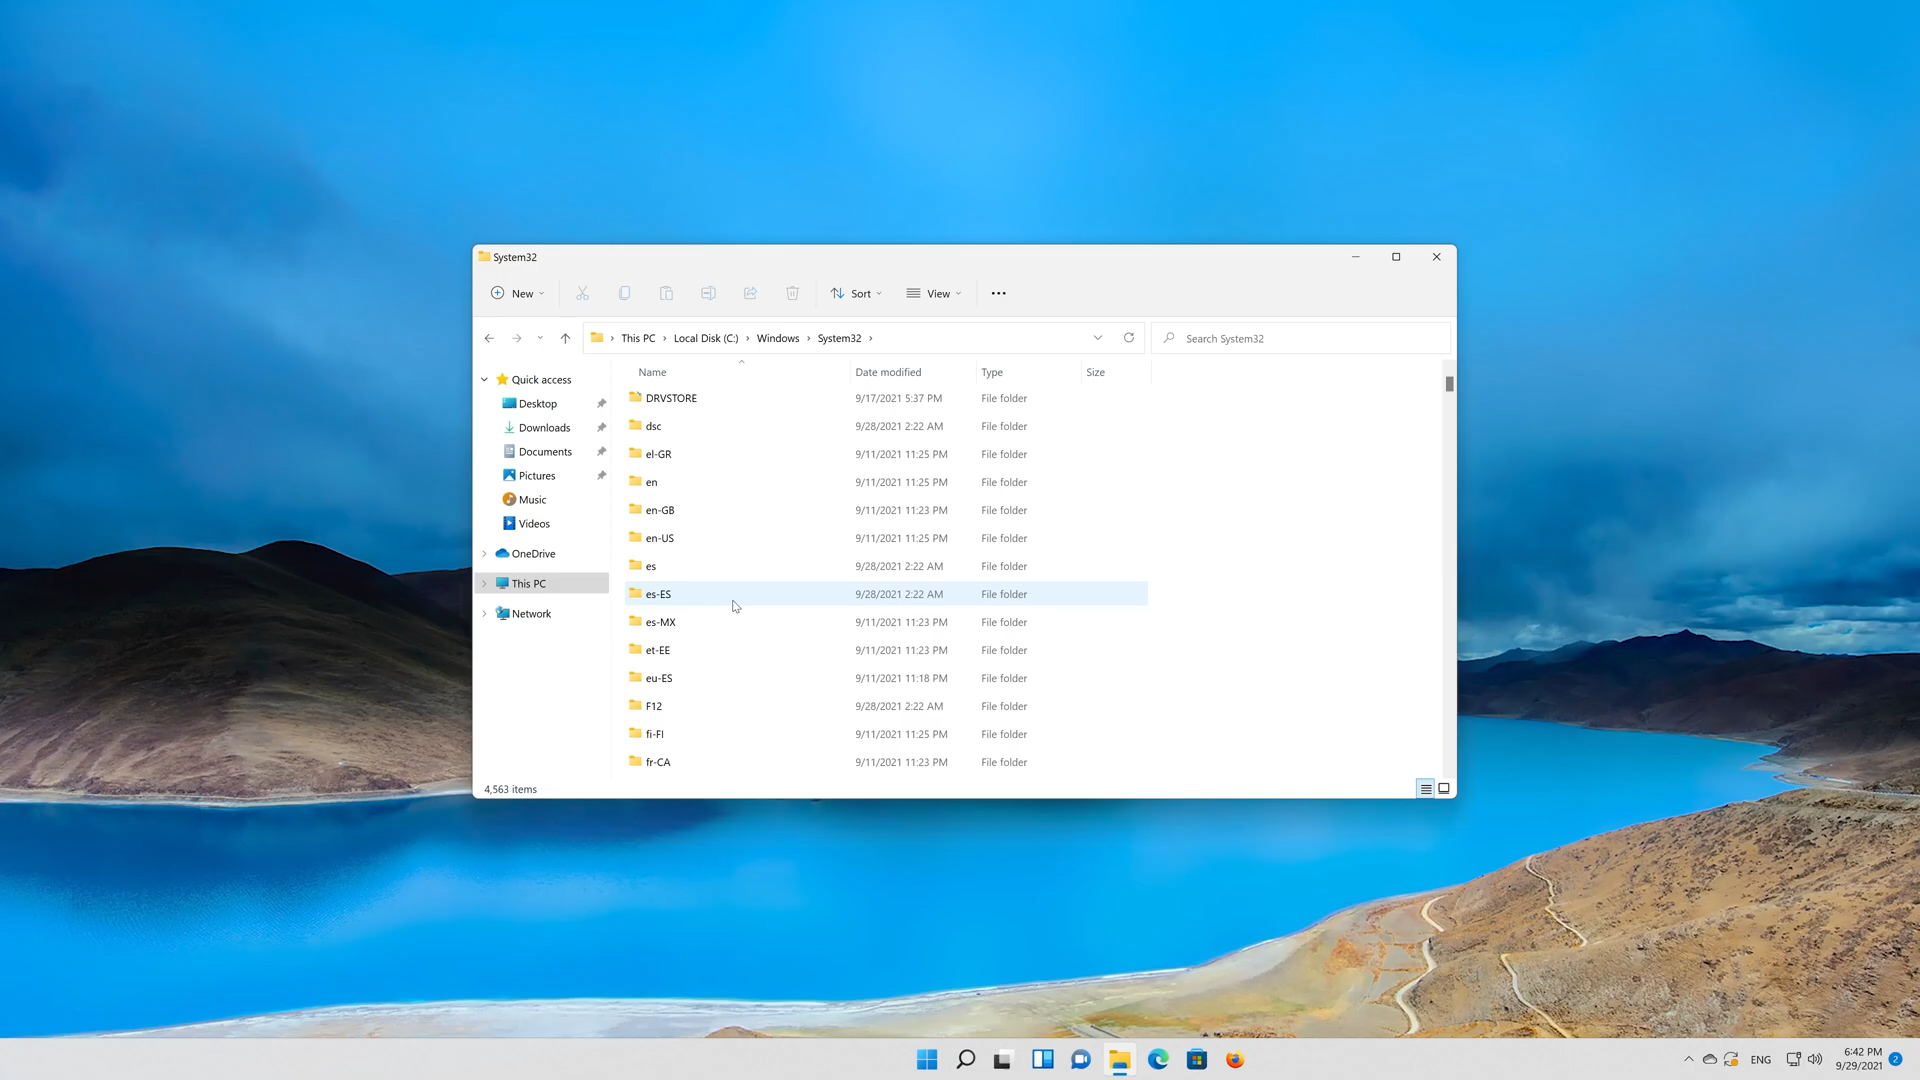 System32
New
Sort
View
This PC
Local Disk (C:)
Windows
System32
Search System32
Quick access
Desktop
Downloads
Documents
Pictures
Music
Videos
OneDrive
This PC
Network
Name Date modified Type Size
DRVSTORE 9/17/2021 5:37 PM File folder
dsc 9/28/2021 2:22 AM File folder
el-GR 9/11/2021 11:25 PM File folder
en 9/11/2021 11:25 PM File folder
en-GB 9/11/2021 11:23 PM File folder
en-US 9/11/2021 11:25 PM File folder
es 9/28/2021 2:22 AM File folder
es-ES 9/28/2021 2:22 AM File folder
es-MX 9/11/2021 11:23 PM File folder
et-EE 9/11/2021 11:23 PM File folder
eu-ES 9/11/2021 11:18 PM File folder
F12 9/28/2021 2:22 AM File folder
fi-FI 9/11/2021 11:25 PM File folder
fr-CA 9/11/2021 11:23 PM File folder
4,563 items
ENG
6:42 PM
9/29/2021
2